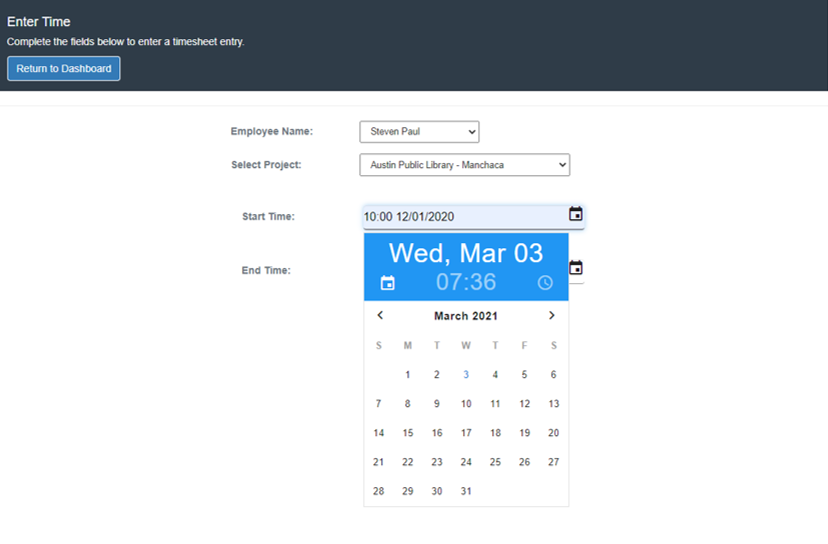 Enter Time
Complete the fields below to enter a timesheet entry.
Return to Dashboard
Employee Name: Steven Paul
Select Project: Austin Public Library - Manchaca
Start Time: 10:00 12/01/2020
Wed, Mar 03
End Time:
07:36
March 2021
S M T W T F S
1 2 3 4 5 6
7 8 9 10 11 12 13
14 15 16 17 18 19 20
21 22 23 24 25 26 27
28 29 30 31